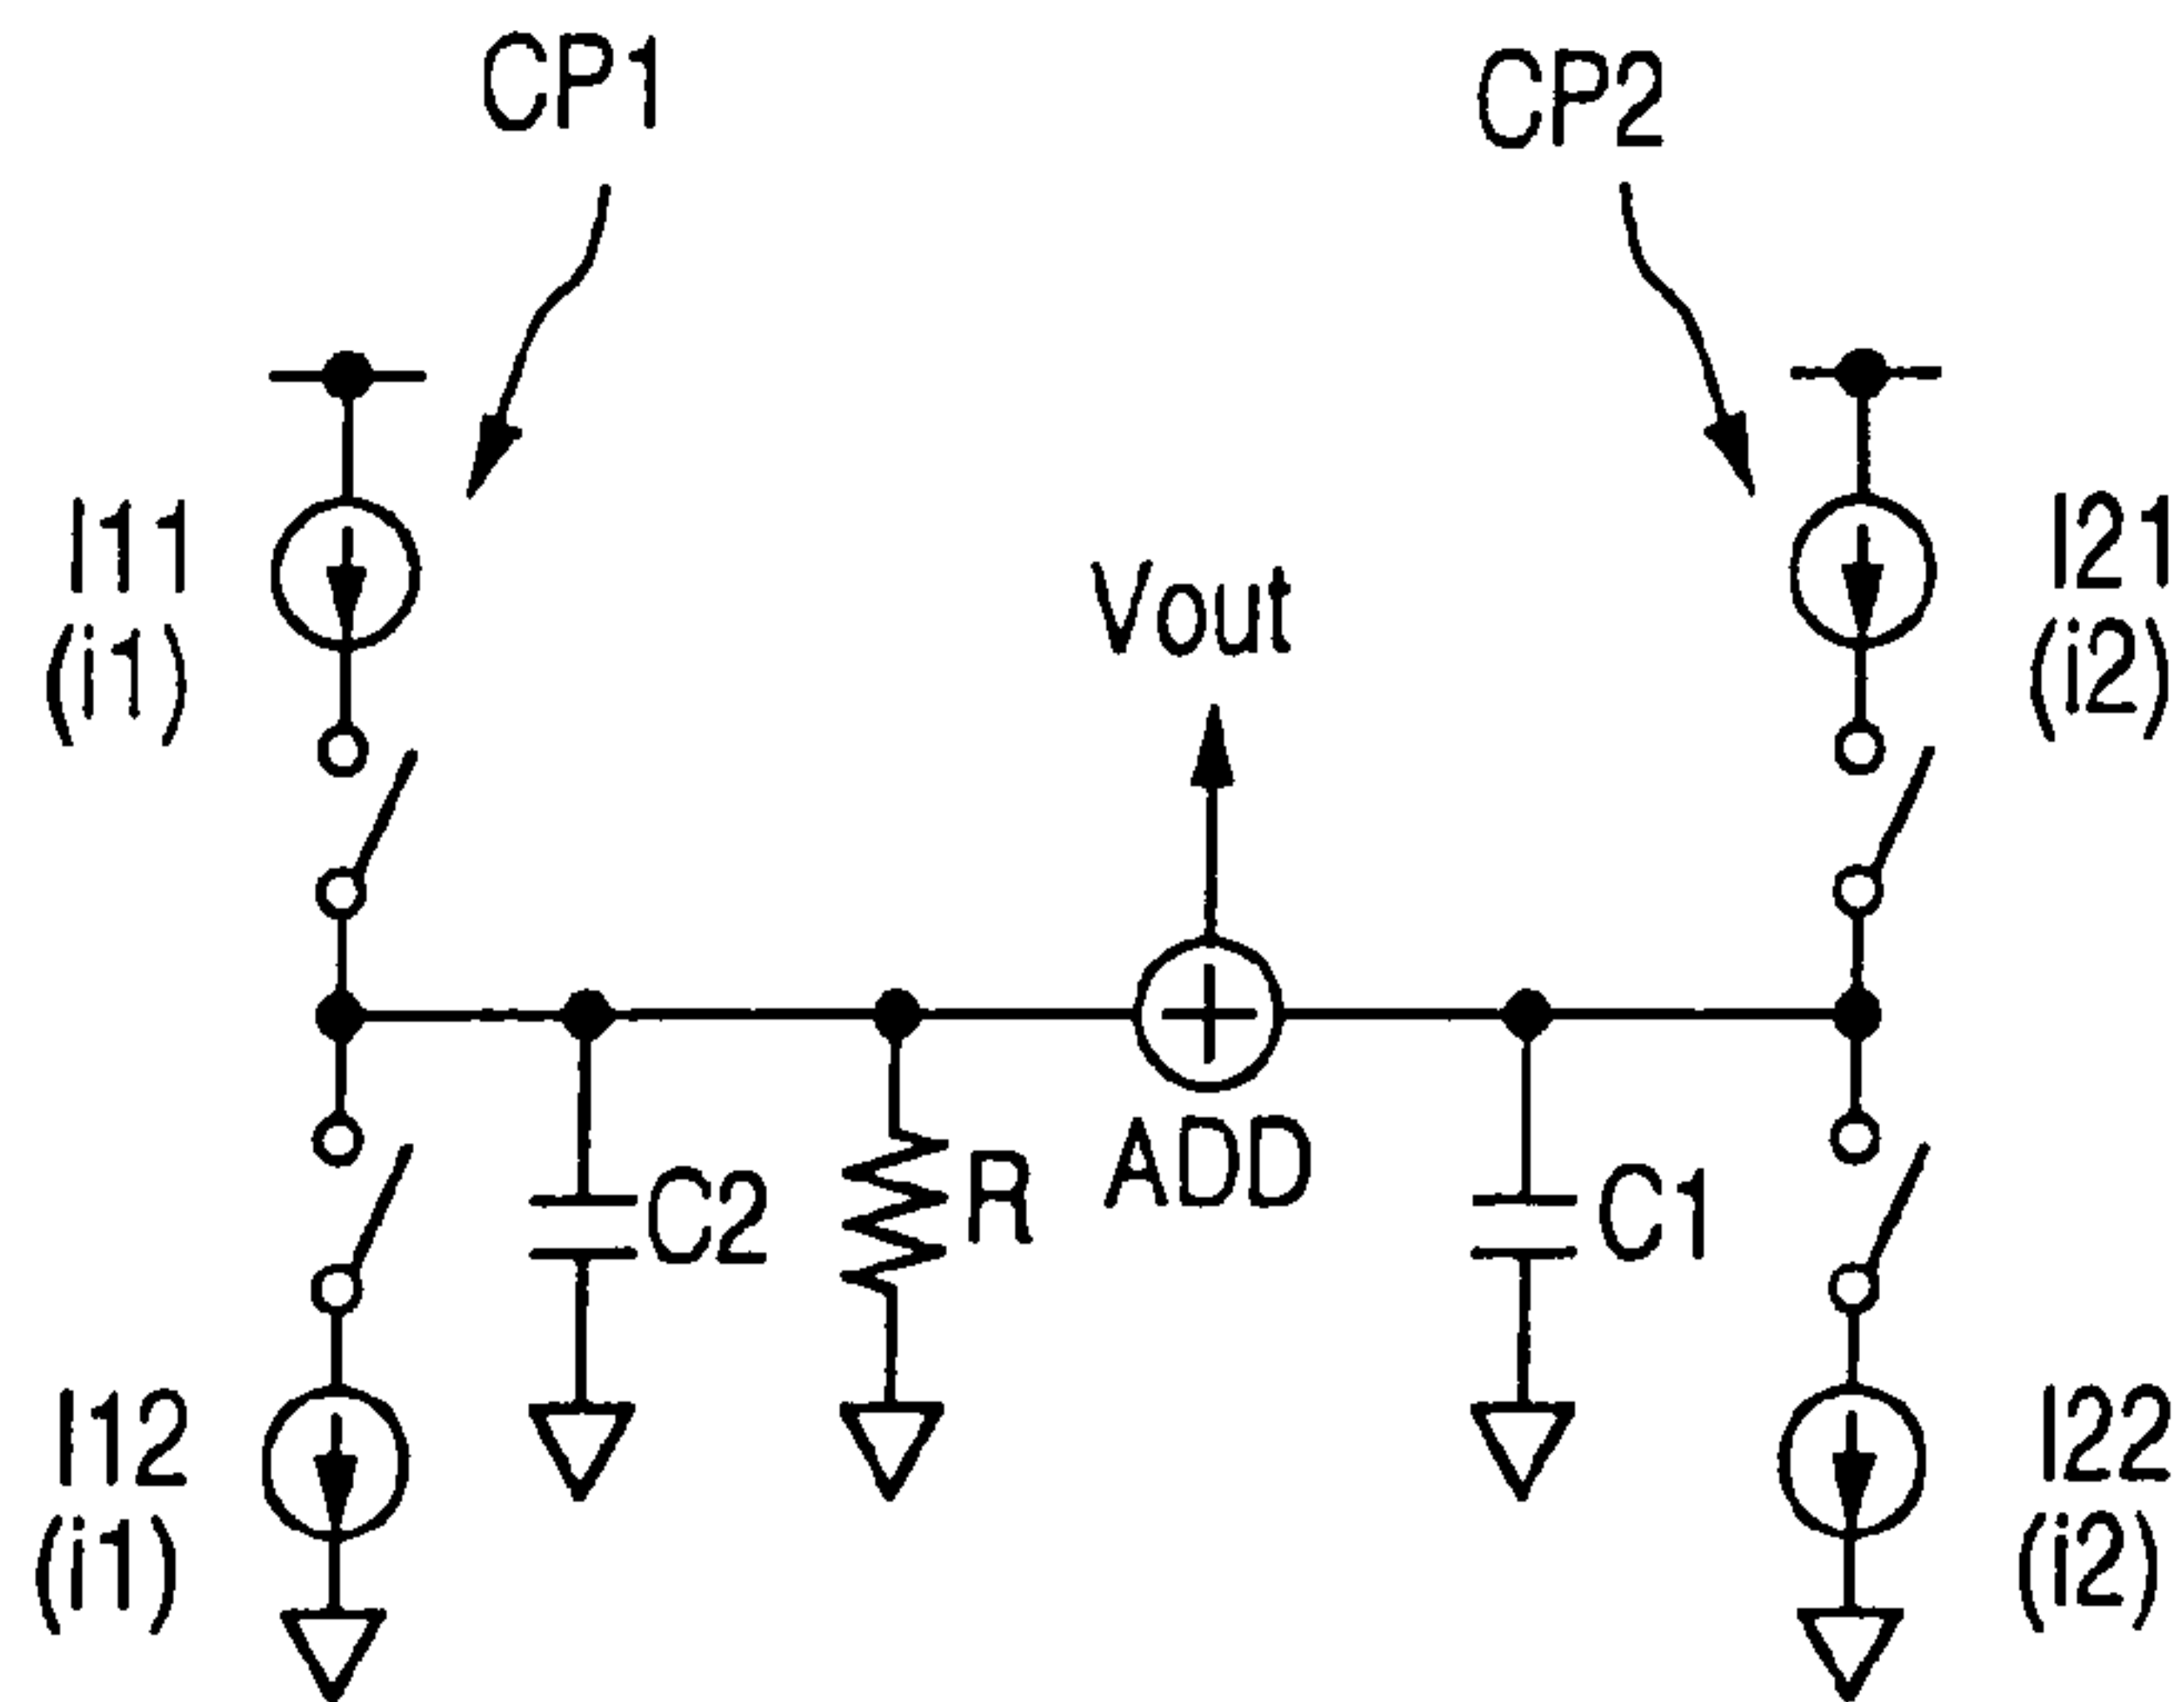 CP1
CP2
I11
(i1)
I21
(i2)
Vout
ADD
C2
R
C1
I12
(i1)
I22
(i2)